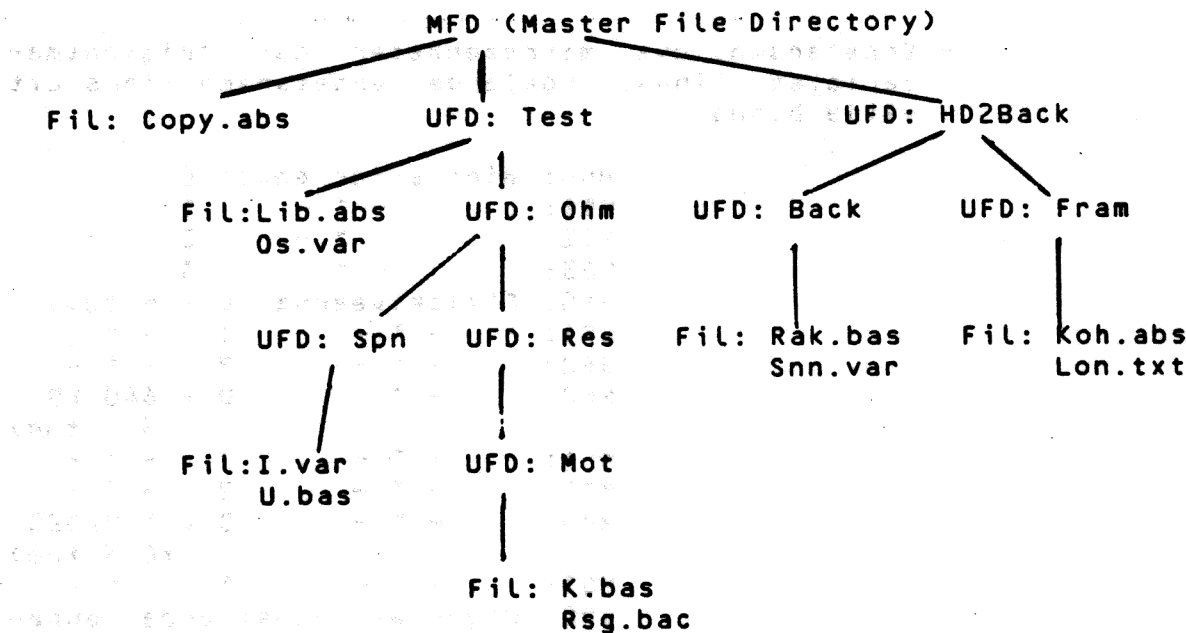 MFD (Master File Directory)
Fil: Copy.abs UFD: Test UFD: HD2Back
Fil:Lib.abs UFD: Ohm UFD: Back UFD: Fram
Os.var
UFD: Spn UFD: Res Fil: Rak.bas Fil: Koh.abs
Snn.var Lon.txt
Fil:I.var UFD: Mot
U.bas
Fil: K.bas
Rsg.bac